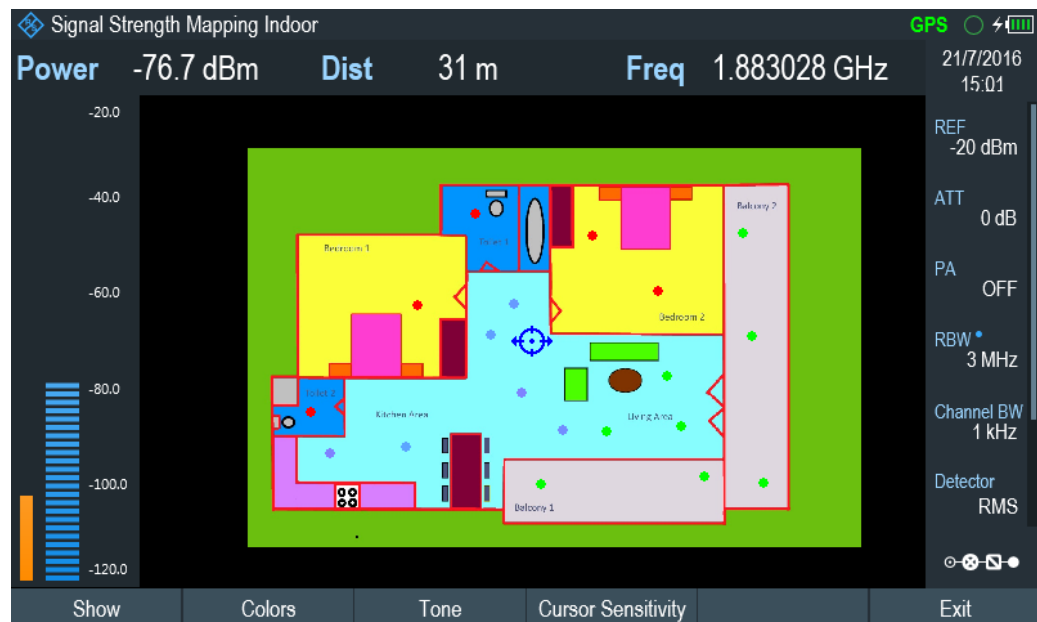 Signal Strength Mapping Indoor
GPS
Power -76.7 dBm Dist 31 m Freq 1.883028 GHz
21/7/2016
15:01
-20.0
-40.0
-60.0
-80.0
-100.0
-120.0
Bedroom 1
Toilet 1
Balcony 2
Bedroom 2
Toilet 2
Kitchen Area
Living Area
Balcony 1
REF
-20 dBm
ATT
0 dB
PA
OFF
RBW
3 MHz
Channel BW
1 kHz
Detector
RMS
Show Colors Tone Cursor Sensitivity Exit